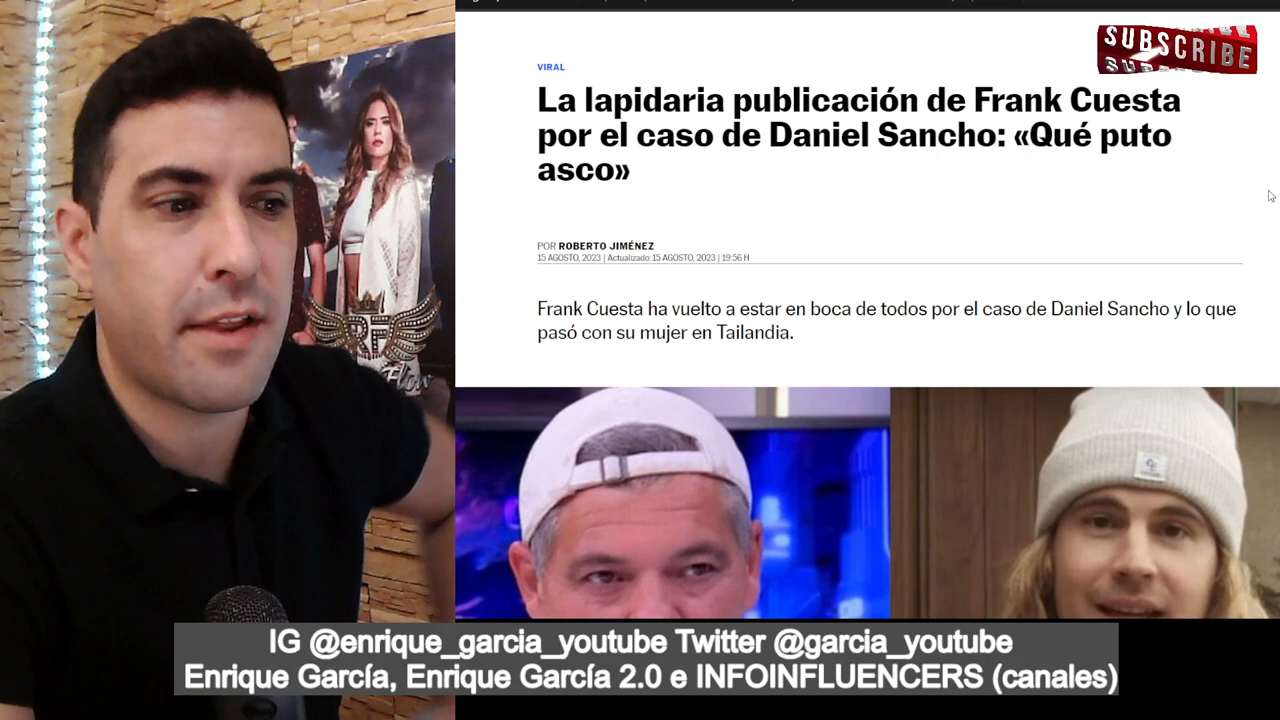 SUBSCRIBE
VIRAL
La lapidaria publicación de Frank Cuesta
por el caso de Daniel Sancho: «Qué puto
asco»
POR ROBERTO JIMÉNEZ
15 AGOSTO, 2023 | Actualizado: 15 AGOSTO, 2023 | 19:56 H
Frank Cuesta ha vuelto a estar en boca de todos por el caso de Daniel Sancho y lo que
pasó con su mujer en Tailandia.
RF
Flow
IG @enrique_garcia_youtube Twitter @garcia_youtube
Enrique García, Enrique García 2.0 e INFOINFLUENCERS (canales)